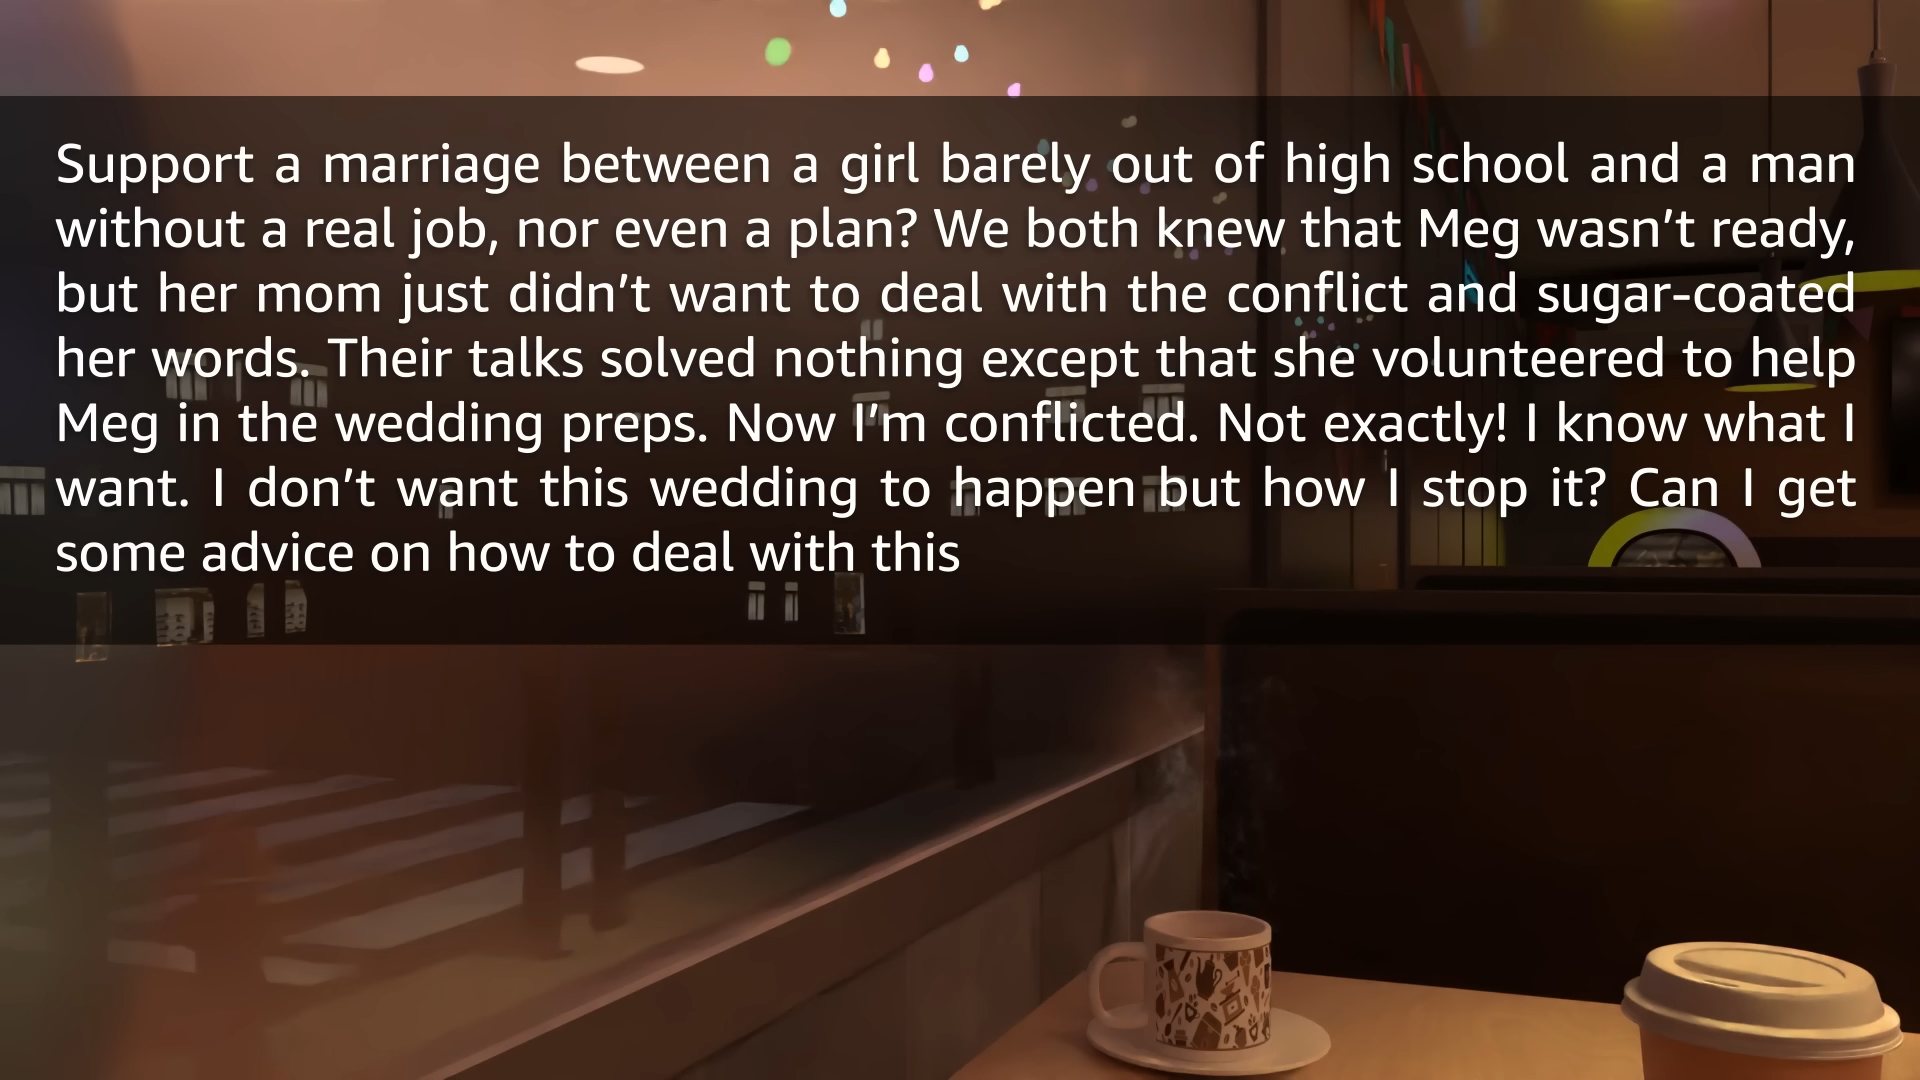 Support a marriage between a girl barely out of high school and a man
without a real job, nor even a plan? We both knew that Meg wasn’t ready,
but her mom just didn’t want to deal with the conflict and sugar-coated
her words. Their talks solved nothing except that she volunteered to help
Meg in the wedding preps. Now I’m conflicted. Not exactly! I know what I
want. I don’t want this wedding to happen but how I stop it? Can I get
some advice on how to deal with this